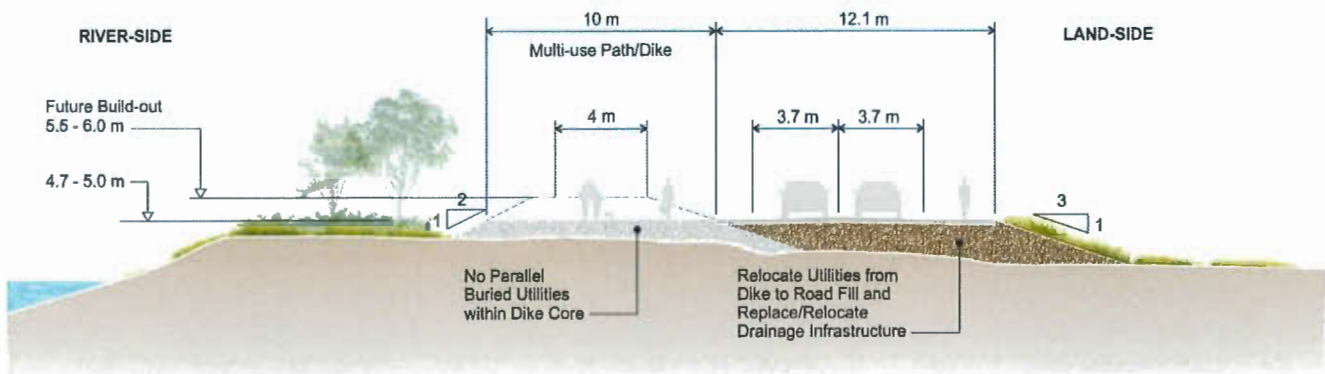 10 m
12.1 m
RIVER-SIDE
LAND-SIDE
Multi-use Path/Dike
Future Build-out
5.5 - 6.0 m
4 m
3.7 m
3.7 m
4.7 - 5.0 m
2
1
3
1
No Parallel
Buried Utilities
within Dike Core
Relocate Utilities from
Dike to Road Fill and
Replace/Relocate
Drainage Infrastructure